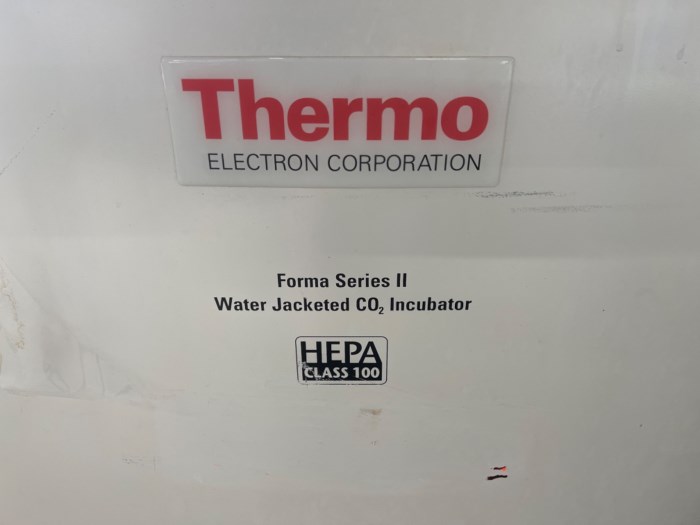 Thermo
ELECTRON CORPORATION
Forma Series II
Water Jacketed CO₂ Incubator
HEPA
CLASS 100